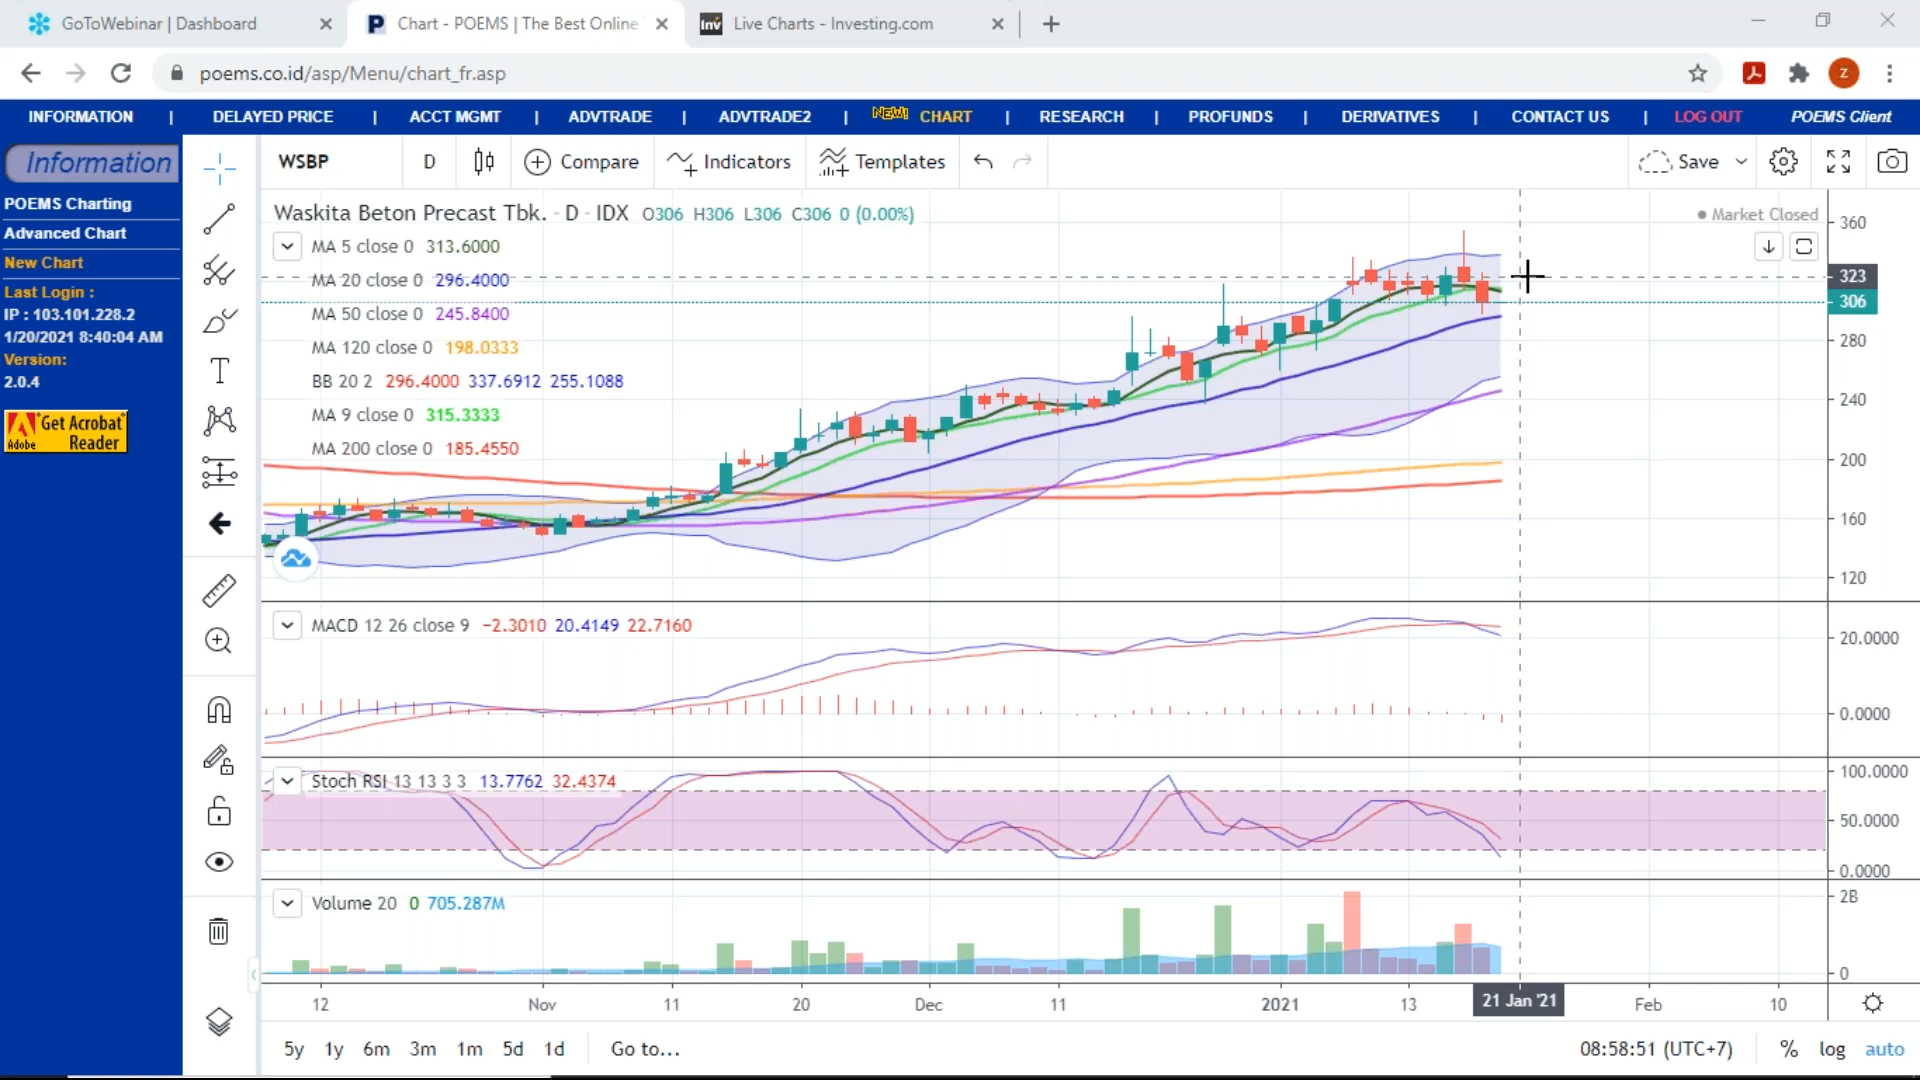 GoToWebinar | Dashboard
Chart - POEMS | The Best Online
Inv Live Charts - Investing.com
poems.co.id/asp/Menu/chart_fr.asp
Z
INFORMATION | DELAYED PRICE | ACCT MGMT | ADVTRADE | ADVTRADE2 | NEW! CHART | RESEARCH | PROFUNDS | DERIVATIVES | CONTACT US | LOG OUT POEMS Client
Information
POEMS Charting
Advanced Chart
New Chart
Last Login :
IP : 103.101.228.2
1/20/2021 8:40:04 AM
Version:
2.0.4
Get Acrobat
Adobe Reader
WSBP D Compare Indicators Templates Save
Waskita Beton Precast Tbk. - D - IDX O306 H306 L306 C306 0 (0.00%)
Market Closed
MA 5 close 0 313.6000
MA 20 close 0 296.4000
MA 50 close 0 245.8400
MA 120 close 0 198.0333
BB 20 2 296.4000 337.6912 255.1088
MA 9 close 0 315.3333
MA 200 close 0 185.4550
360
323
306
280
240
200
160
120
MACD 12 26 close 9 −2.3010 20.4149 22.7160
20.0000
0.0000
Stoch RSI 13 13 3 3 13.7762 32.4374
100.0000
50.0000
0.0000
Volume 20 0 705.287M
2B
0
12 Nov 11 20 Dec 11 2021 13 21 Jan '21 Feb 10
5y 1y 6m 3m 1m 5d 1d Go to...
08:58:51 (UTC+7) % log auto